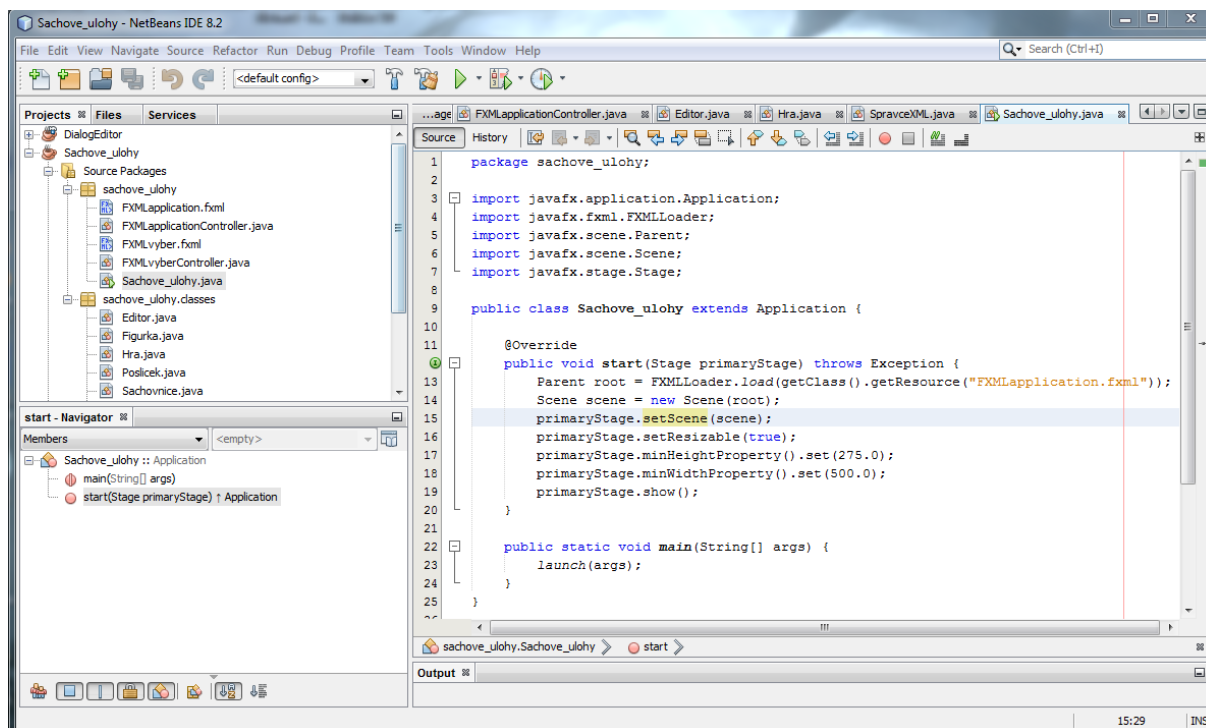 Sachove_ulohy - NetBeans IDE 8.2
File Edit View Navigate Source Refactor Run Debug Profile Team Tools Window Help
Search (Ctrl+I)
<default config>
Projects Files Services
DialogEditor
Sachove_ulohy
Source Packages
sachove_ulohy
FXMLapplication.fxml
FXMLapplicationController.java
FXMLvyber.fxml
FXMLvyberController.java
Sachove_ulohy.java
sachove_ulohy.classes
Editor.java
Figurka.java
Hra.java
Poslicek.java
Sachovnice.java
start - Navigator
Members <empty>
Sachove_ulohy :: Application
main(String[] args)
start(Stage primaryStage) ↑ Application
...age FXMLapplicationController.java Editor.java Hra.java SpravceXML.java Sachove_ulohy.java
Source History
1 package sachove_ulohy;
2
3 import javafx.application.Application;
4 import javafx.fxml.FXMLLoader;
5 import javafx.scene.Parent;
6 import javafx.scene.Scene;
7 import javafx.stage.Stage;
8
9 public class Sachove_ulohy extends Application {
10
11 @Override
public void start(Stage primaryStage) throws Exception {
13 Parent root = FXMLLoader.load(getClass().getResource("FXMLapplication.fxml"));
14 Scene scene = new Scene(root);
15 primaryStage.setScene(scene);
16 primaryStage.setResizable(true);
17 primaryStage.minHeightProperty().set(275.0);
18 primaryStage.minWidthProperty().set(500.0);
19 primaryStage.show();
20 }
21
22 public static void main(String[] args) {
23 launch(args);
24 }
25 }
sachove_ulohy.Sachove_ulohy start
Output
15:29 INS